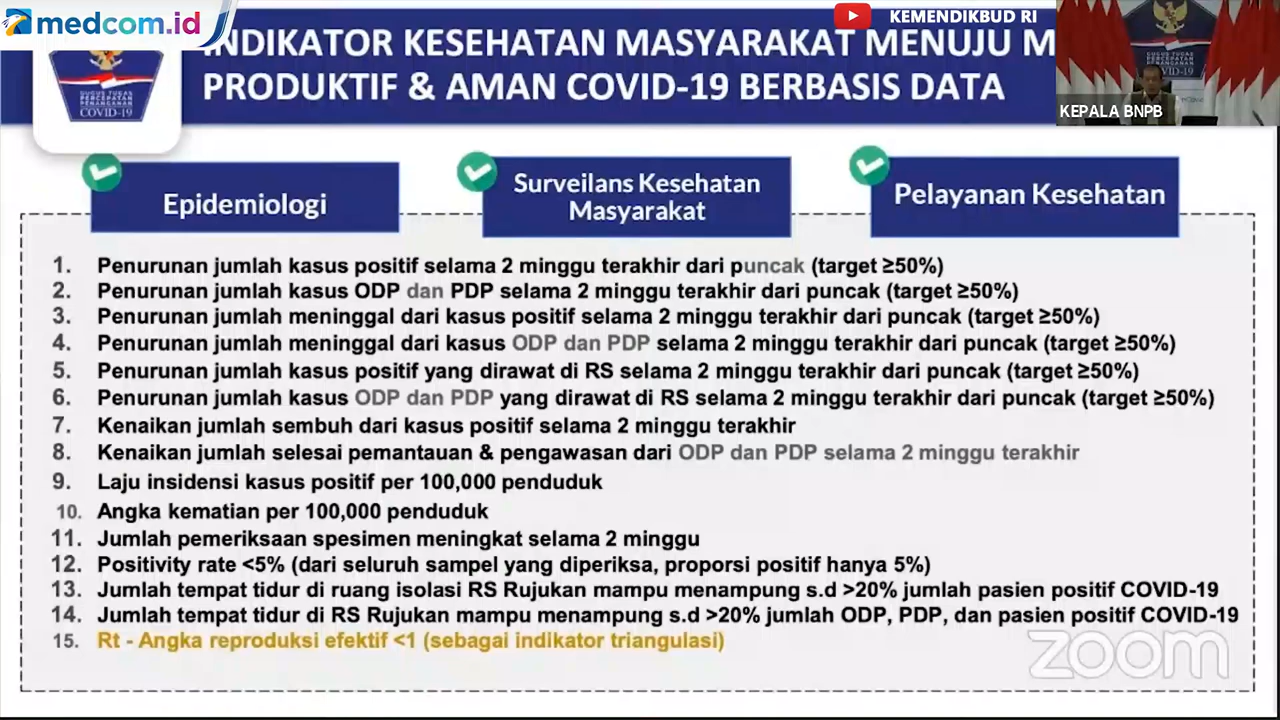 medcom.id
KEMENDIKBUD RI
INDIKATOR KESEHATAN MASYARAKAT MENUJU M
PRODUKTIF & AMAN COVID-19 BERBASIS DATA
GUGUS TUGAS
PERCEPATAN
PENANGANAN
COVID-19
KEPALA BNPB
Epidemiologi
Surveilans Kesehatan
Masyarakat
Pelayanan Kesehatan
1. Penurunan jumlah kasus positif selama 2 minggu terakhir dari puncak (target ≥50%)
2. Penurunan jumlah kasus ODP dan PDP selama 2 minggu terakhir dari puncak (target ≥50%)
3. Penurunan jumlah meninggal dari kasus positif selama 2 minggu terakhir dari puncak (target ≥50%)
4. Penurunan jumlah meninggal dari kasus ODP dan PDP selama 2 minggu terakhir dari puncak (target ≥50%)
5. Penurunan jumlah kasus positif yang dirawat di RS selama 2 minggu terakhir dari puncak (target ≥50%)
6. Penurunan jumlah kasus ODP dan PDP yang dirawat di RS selama 2 minggu terakhir dari puncak (target ≥50%)
7. Kenaikan jumlah sembuh dari kasus positif selama 2 minggu terakhir
8. Kenaikan jumlah selesai pemantauan & pengawasan dari ODP dan PDP selama 2 minggu terakhir
9. Laju insidensi kasus positif per 100,000 penduduk
10. Angka kematian per 100,000 penduduk
11. Jumlah pemeriksaan spesimen meningkat selama 2 minggu
12. Positivity rate <5% (dari seluruh sampel yang diperiksa, proporsi positif hanya 5%)
13. Jumlah tempat tidur di ruang isolasi RS Rujukan mampu menampung s.d >20% jumlah pasien positif COVID-19
14. Jumlah tempat tidur di RS Rujukan mampu menampung s.d >20% jumlah ODP, PDP, dan pasien positif COVID-19
15. Rt - Angka reproduksi efektif <1 (sebagai indikator triangulasi)
zoom